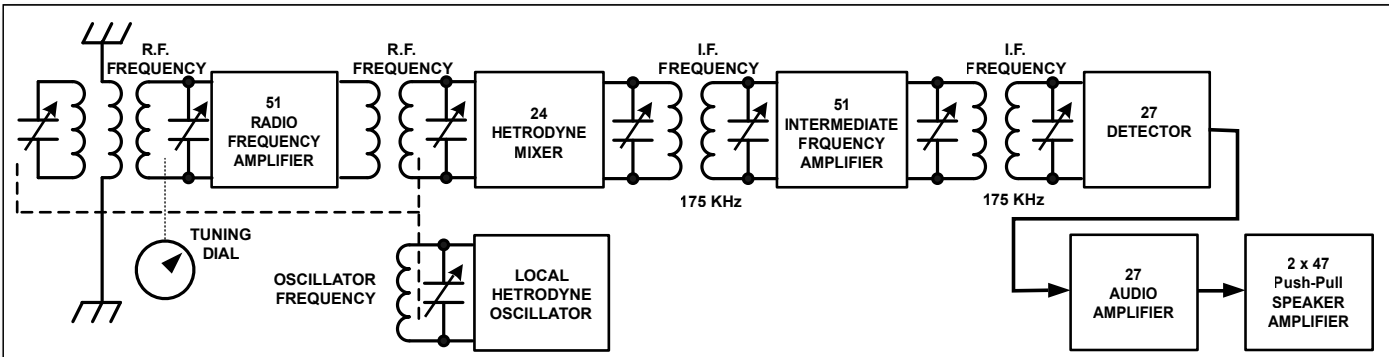 R.F.
FREQUENCY
R.F.
FREQUENCY
I.F.
FREQUENCY
I.F.
FREQUENCY
51
RADIO
FREQUENCY
AMPLIFIER
24
HETRODYNE
MIXER
51
INTERMEDIATE
FRQUENCY
AMPLIFIER
27
DETECTOR
175 KHz
175 KHz
TUNING
DIAL
OSCILLATOR
FREQUENCY
LOCAL
HETRODYNE
OSCILLATOR
27
AUDIO
AMPLIFIER
2 x 47
Push-Pull
SPEAKER
AMPLIFIER